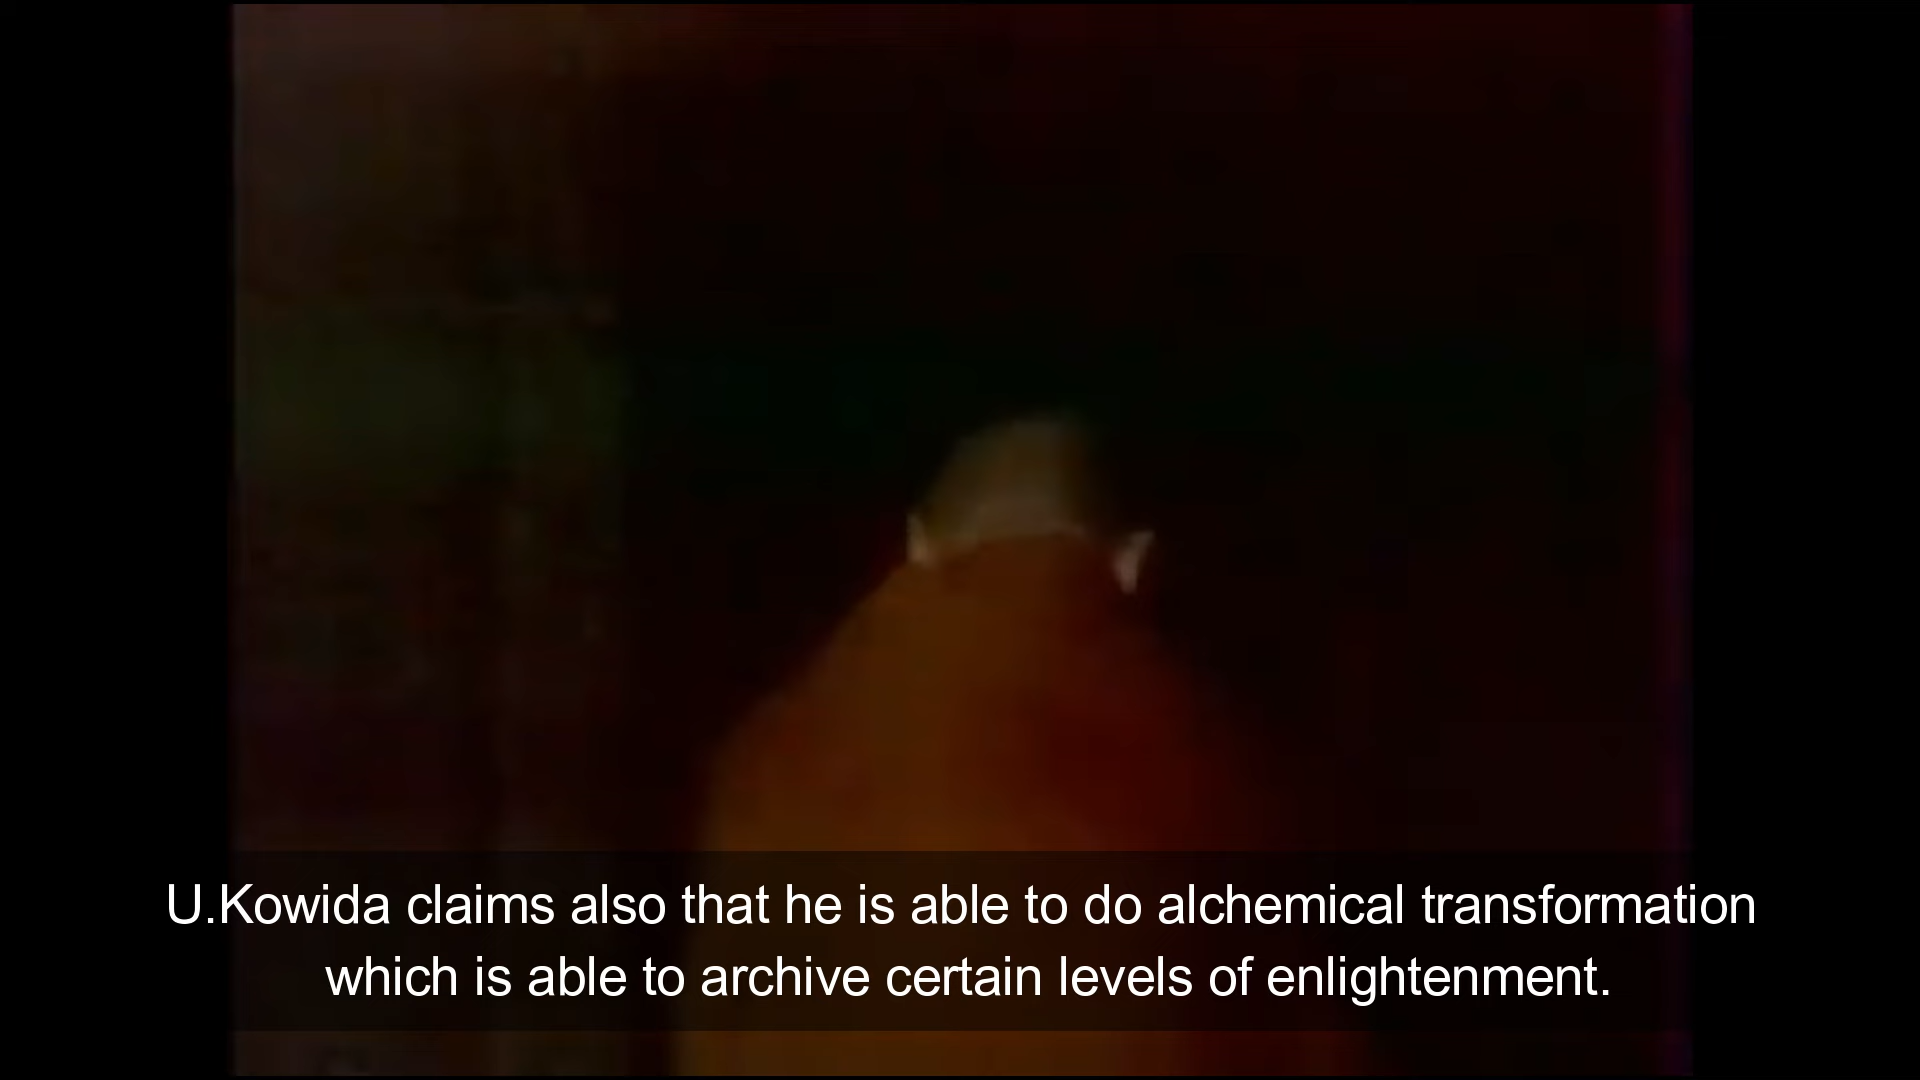 U.Kowida claims also that he is able to do alchemical transformation
which is able to archive certain levels of enlightenment.